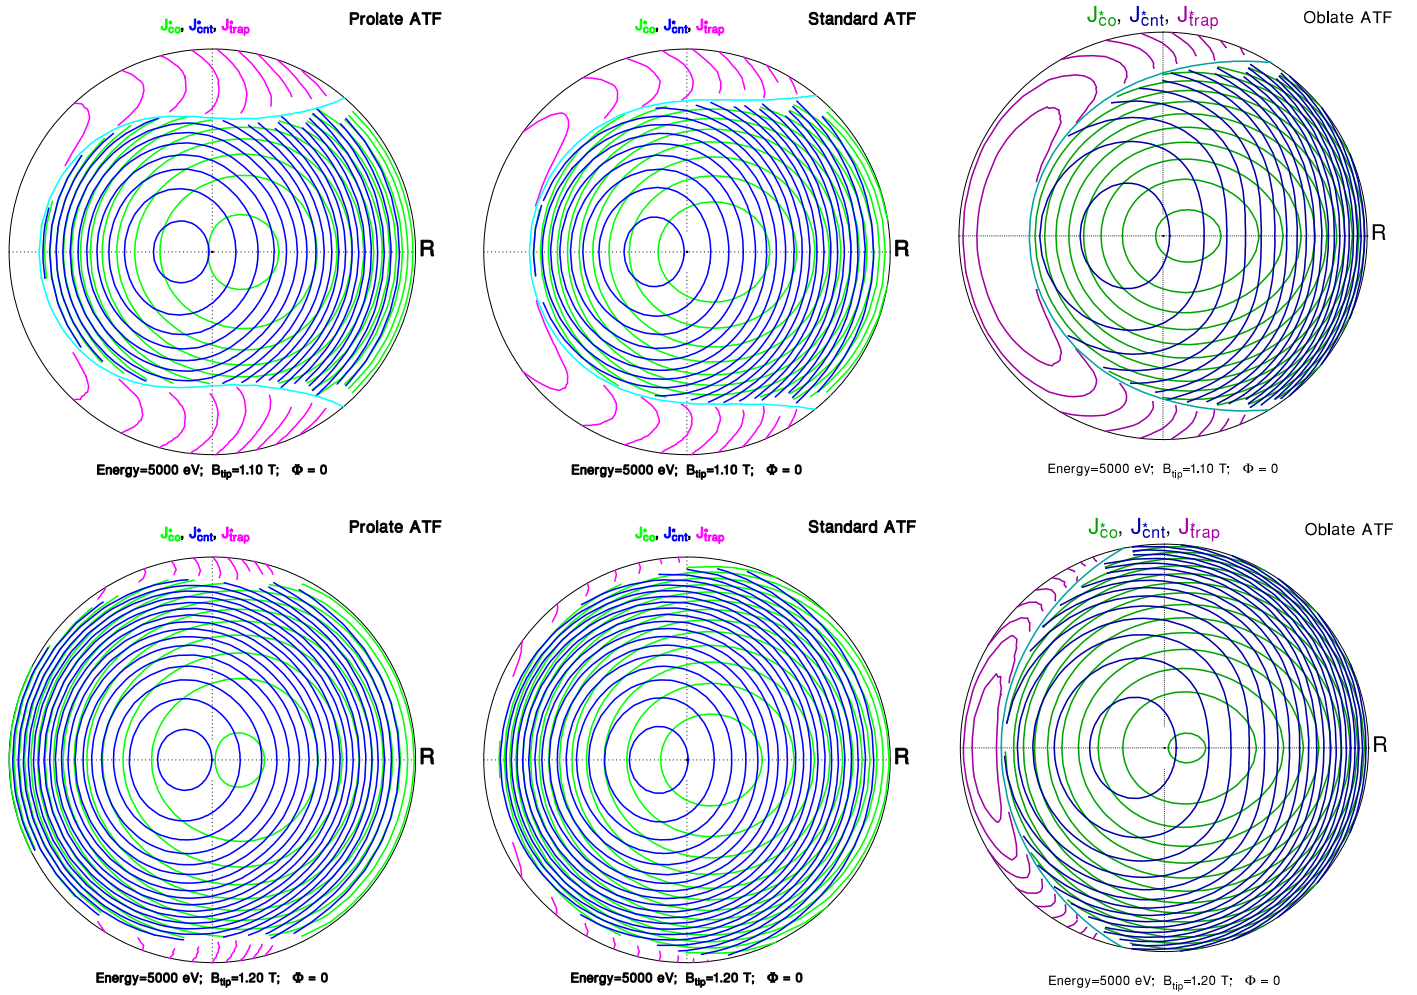 Prolate ATF
J*co, J*cnt, J*trap
R
Energy=5000 eV; Btip=1.10 T; Φ = 0
Standard ATF
J*co, J*cnt, J*trap
R
Energy=5000 eV; Btip=1.10 T; Φ = 0
Oblate ATF
J*co, J*cnt, J*trap
R
Energy=5000 eV; Btip=1.10 T; Φ = 0
Prolate ATF
J*co, J*cnt, J*trap
R
Energy=5000 eV; Btip=1.20 T; Φ = 0
Standard ATF
J*co, J*cnt, J*trap
R
Energy=5000 eV; Btip=1.20 T; Φ = 0
Oblate ATF
J*co, J*cnt, J*trap
R
Energy=5000 eV; Btip=1.20 T; Φ = 0